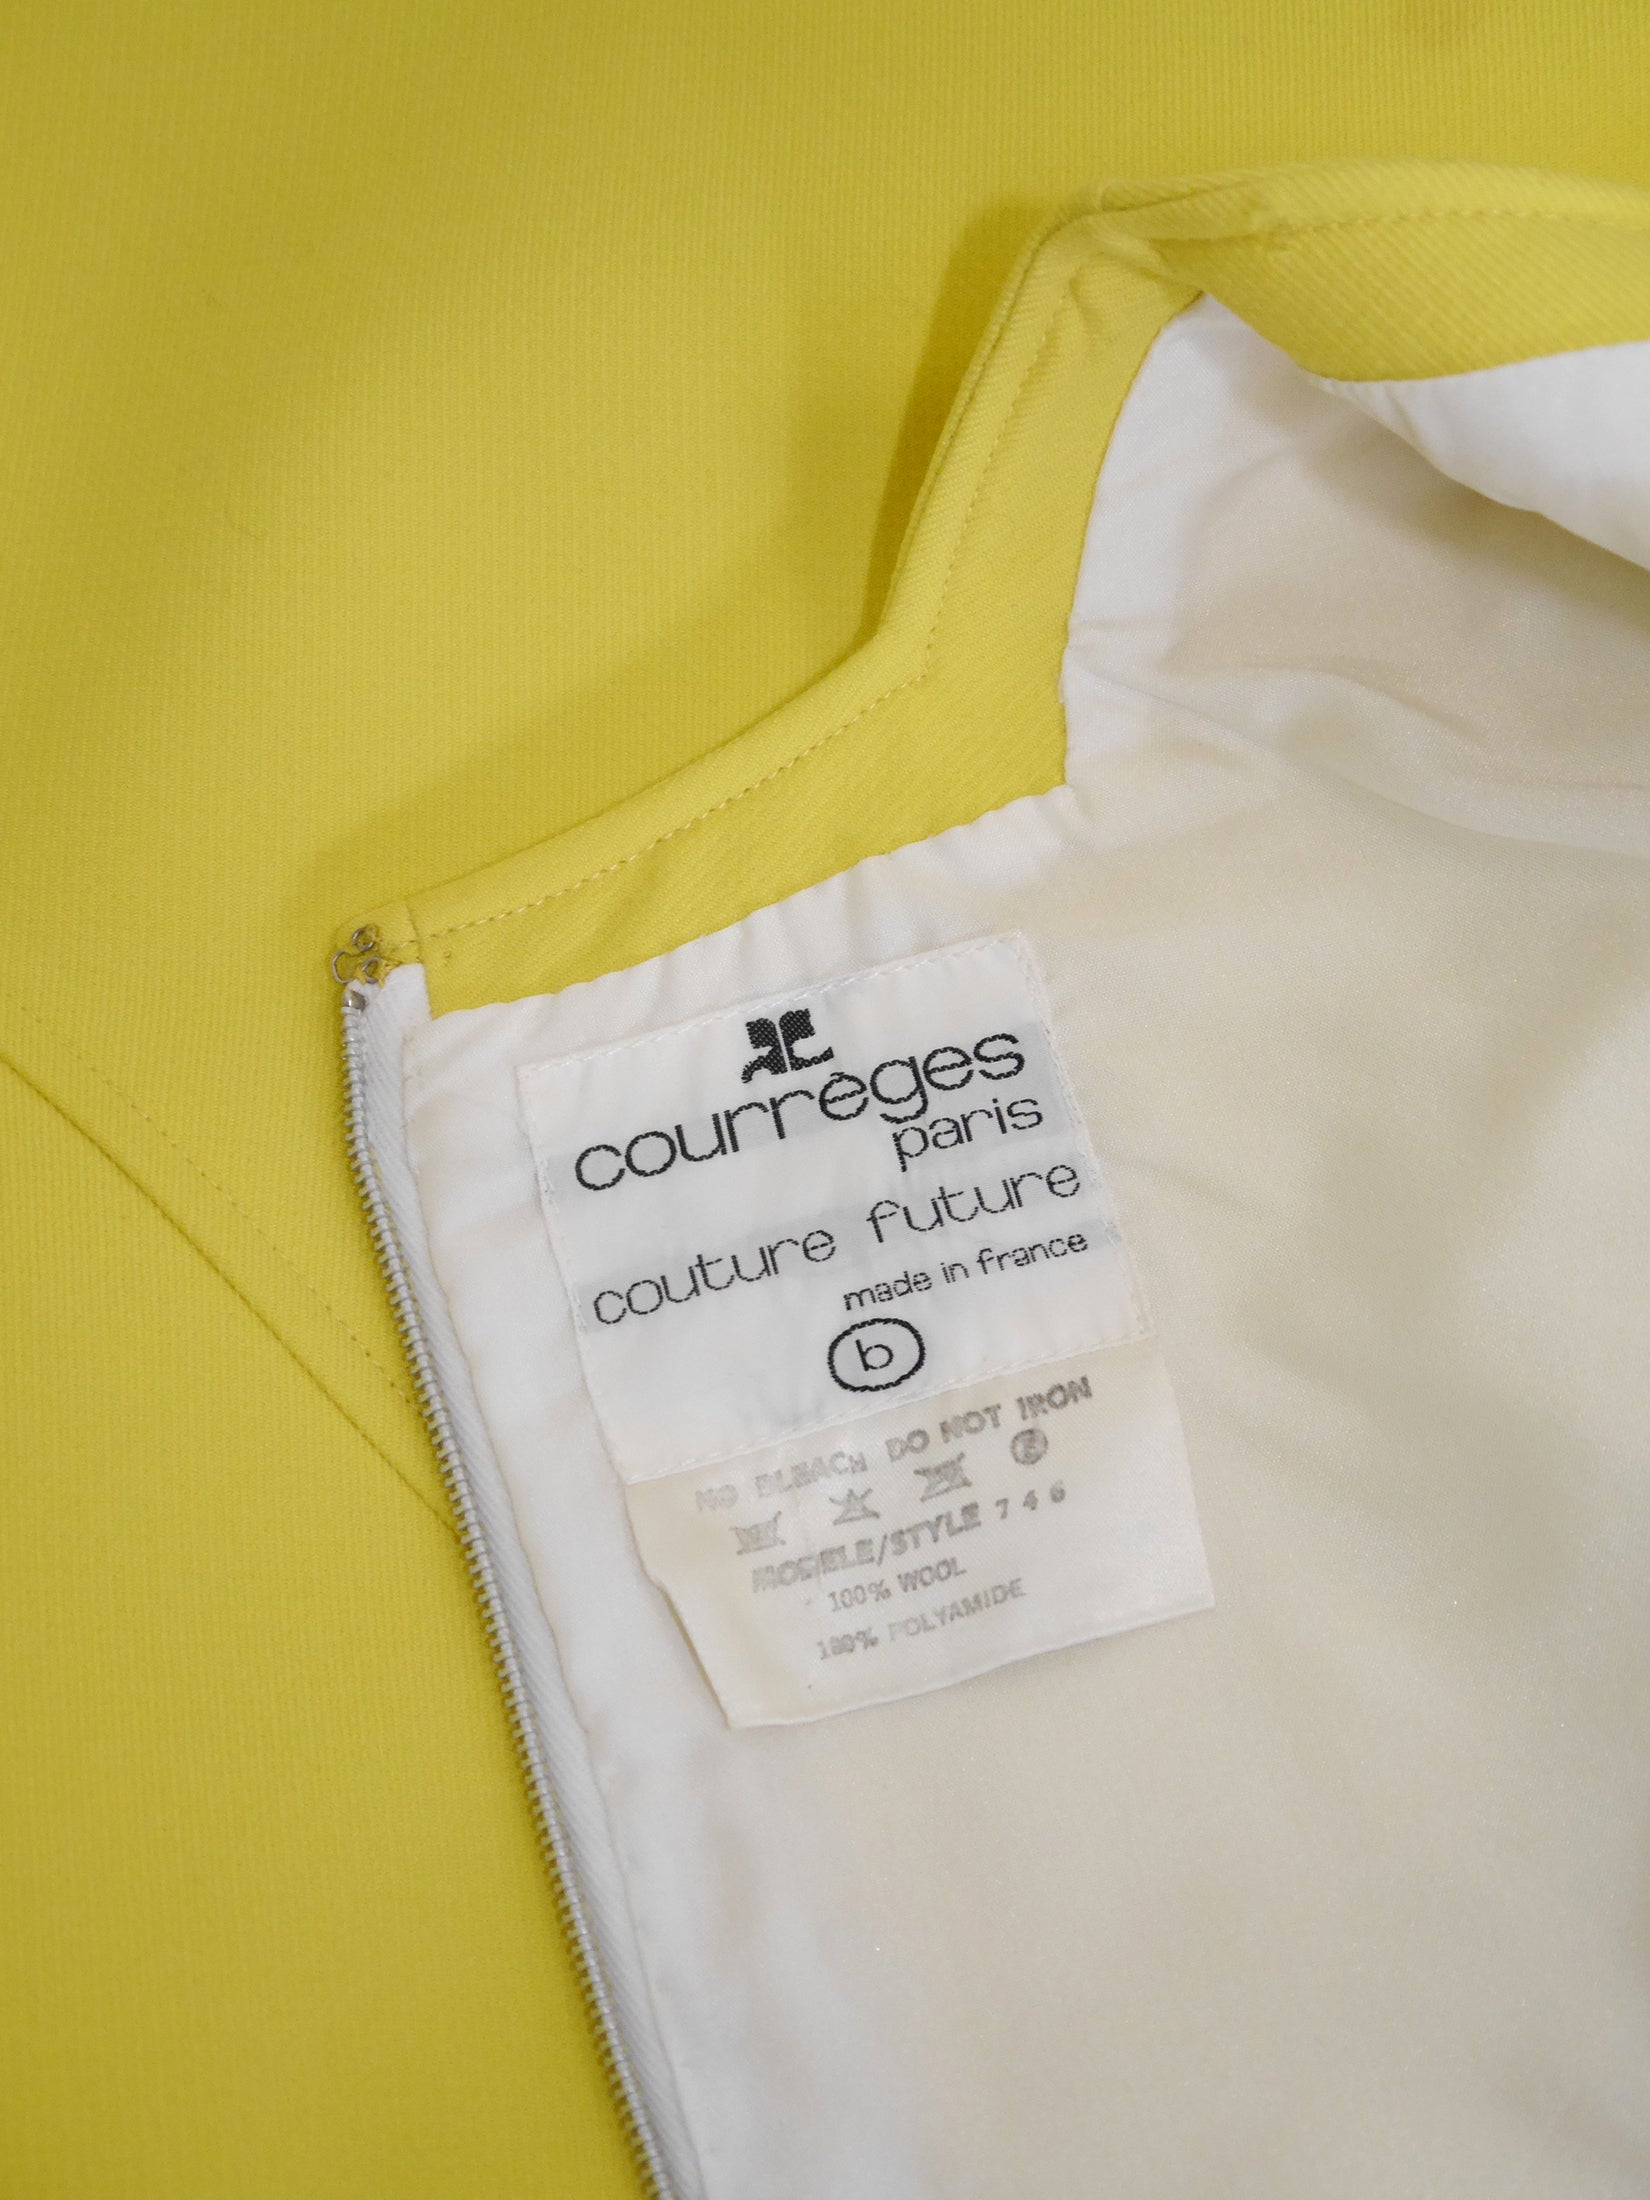 courrèges
paris
couture future
made in france
b
NO BLEACH DO NOT IRON
MODELE/STYLE 746
100% WOOL
100% POLYAMIDE